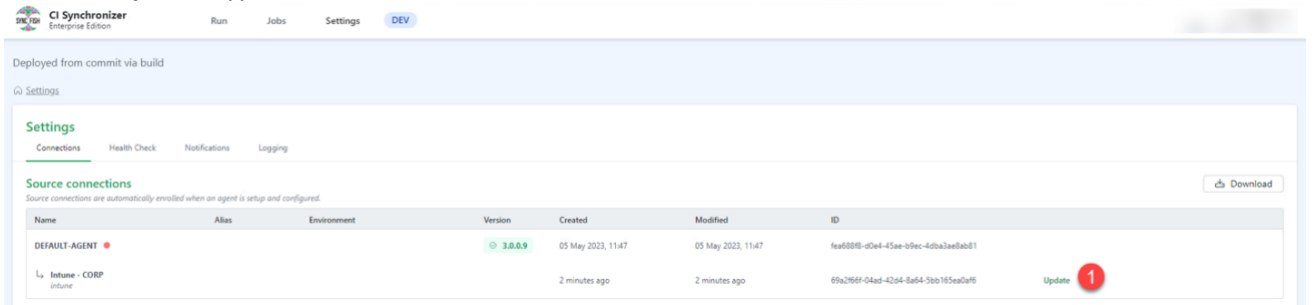 CI Synchronizer
Enterprise Edition
SYNC FISH
Run Jobs Settings DEV
Deployed from commit via build
Settings
Settings
Connections Health Check Notifications Logging
Source connections
Download
Source connections are automatically enrolled when an agent is setup and configured.
Name Alias Environment Version Created Modified ID
DEFAULT-AGENT 3.0.0.9 05 May 2023, 11:47 05 May 2023, 11:47 fea688f6-d0e4-45ae-b9ec-4dba3ae8ab81
Intune - CORP 2 minutes ago 2 minutes ago 69a2f66f-04ad-42d4-8a64-5bb165ea0af6 Update 1
intune